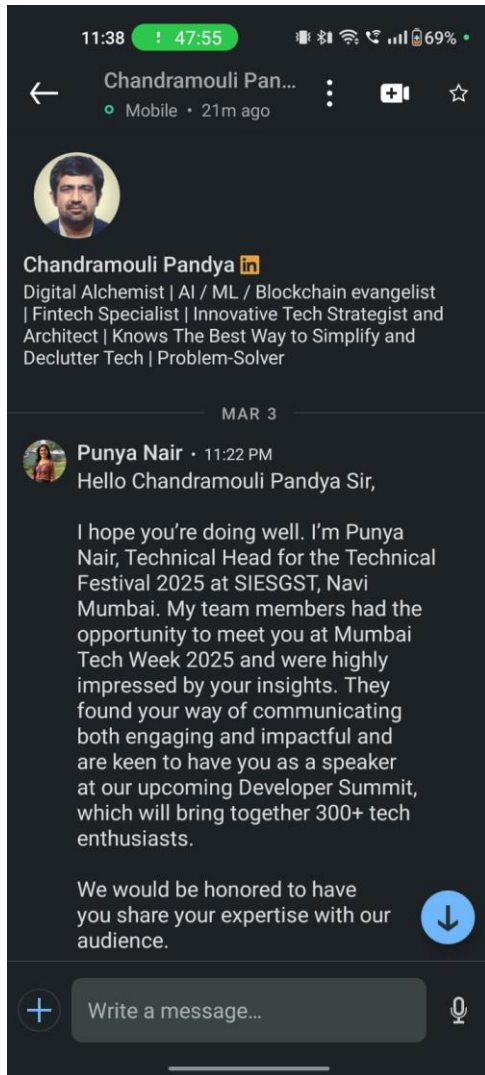 11:38 ! 47:55 69%
Chandramouli Pan...
Mobile • 21m ago
Chandramouli Pandya in
Digital Alchemist | AI / ML / Blockchain evangelist
| Fintech Specialist | Innovative Tech Strategist and
Architect | Knows The Best Way to Simplify and
Declutter Tech | Problem-Solver
MAR 3
Punya Nair • 11:22 PM
Hello Chandramouli Pandya Sir,
I hope you’re doing well. I’m Punya
Nair, Technical Head for the Technical
Festival 2025 at SIESGST, Navi
Mumbai. My team members had the
opportunity to meet you at Mumbai
Tech Week 2025 and were highly
impressed by your insights. They
found your way of communicating
both engaging and impactful and
are keen to have you as a speaker
at our upcoming Developer Summit,
which will bring together 300+ tech
enthusiasts.
We would be honored to have
you share your expertise with our
audience.
Write a message...